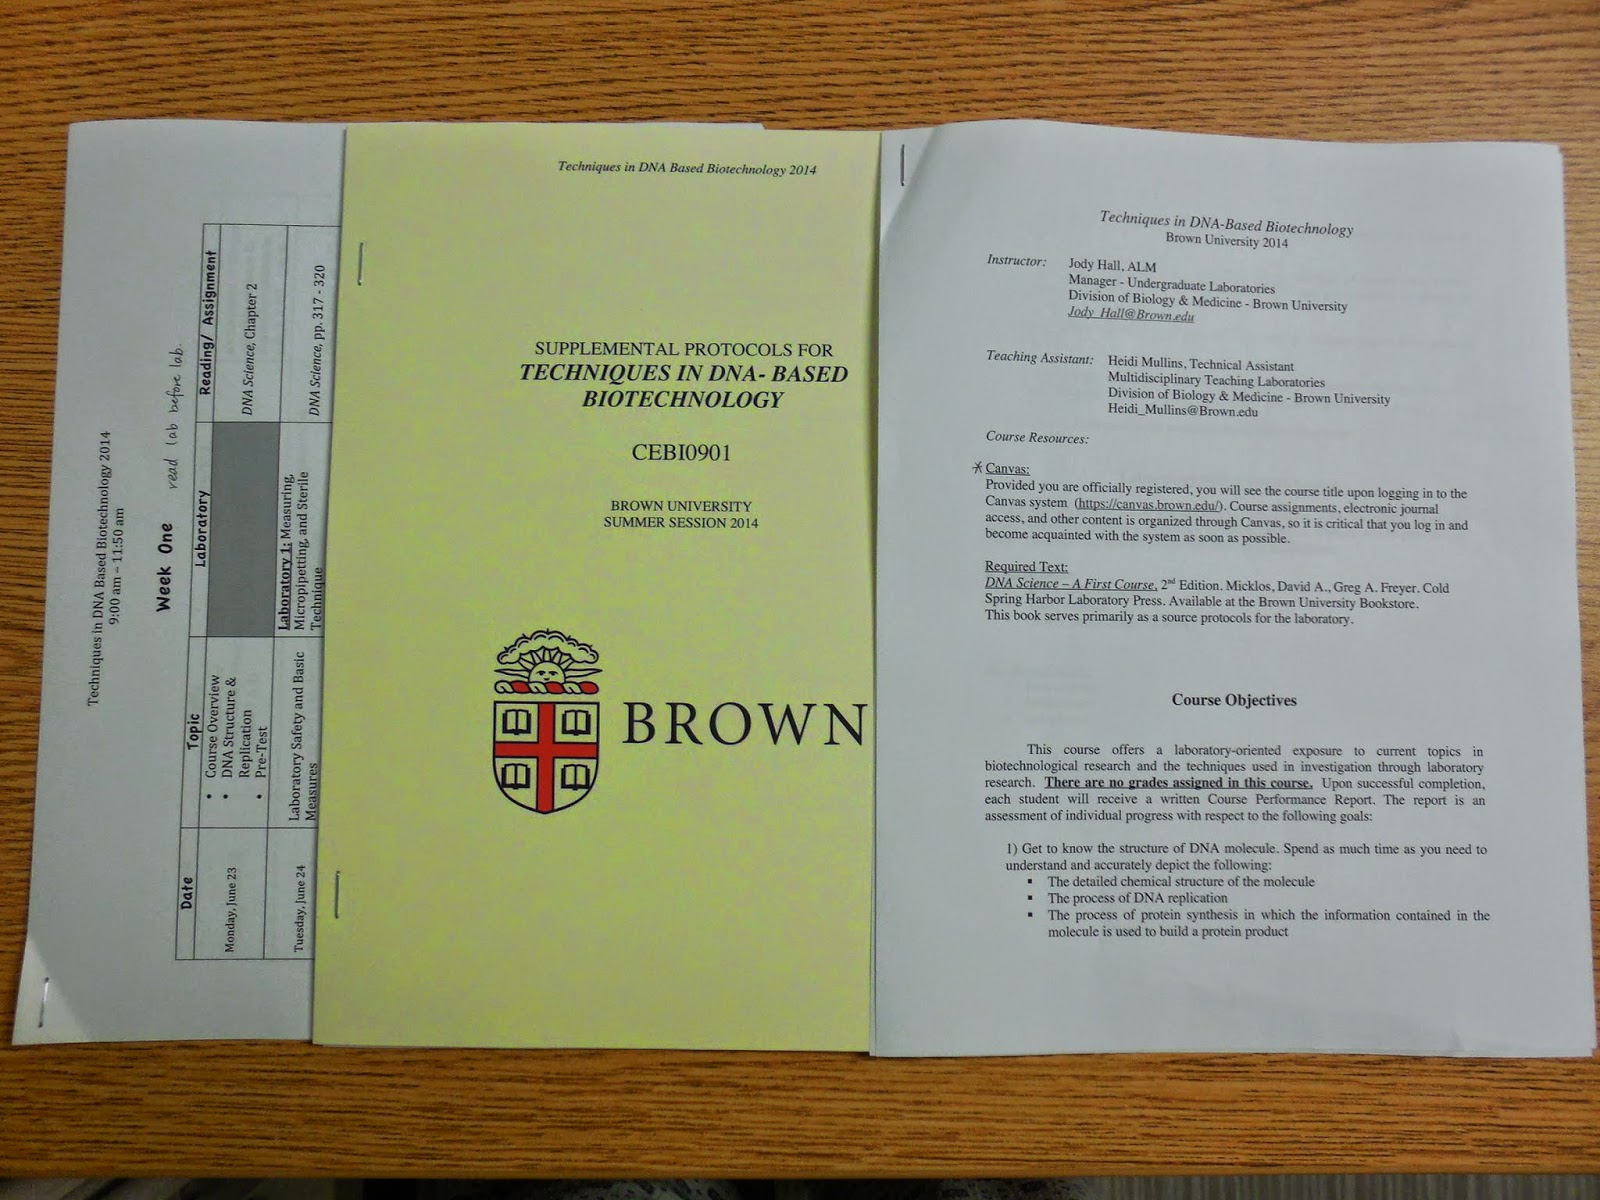 Techniques in DNA Based Biotechnology 2014
9:00 am – 11:50 am
Week One
read lab before lab.
Date
Topic
Laboratory
Reading/ Assignment
Monday, June 23
• Course Overview
• DNA Structure &
Replication
• Pre-Test
DNA Science, Chapter 2
Tuesday, June 24
Laboratory Safety and Basic
Measures
Laboratory 1: Measuring,
Micropipetting, and Sterile
Technique
DNA Science, pp. 317 - 320
Techniques in DNA Based Biotechnology 2014
SUPPLEMENTAL PROTOCOLS FOR
TECHNIQUES IN DNA- BASED
BIOTECHNOLOGY
CEBI0901
BROWN UNIVERSITY
SUMMER SESSION 2014
BROWN
Techniques in DNA-Based Biotechnology
Brown University 2014
Instructor: Jody Hall, ALM
Manager - Undergraduate Laboratories
Division of Biology & Medicine - Brown University
Jody_Hall@Brown.edu
Teaching Assistant: Heidi Mullins, Technical Assistant
Multidisciplinary Teaching Laboratories
Division of Biology & Medicine - Brown University
Heidi_Mullins@Brown.edu
Course Resources:
* Canvas:
Provided you are officially registered, you will see the course title upon logging in to the
Canvas system (https://canvas.brown.edu/). Course assignments, electronic journal
access, and other content is organized through Canvas, so it is critical that you log in and
become acquainted with the system as soon as possible.
Required Text:
DNA Science – A First Course, 2nd Edition. Micklos, David A., Greg A. Freyer. Cold
Spring Harbor Laboratory Press. Available at the Brown University Bookstore.
This book serves primarily as a source protocols for the laboratory.
Course Objectives
This course offers a laboratory-oriented exposure to current topics in
biotechnological research and the techniques used in investigation through laboratory
research. There are no grades assigned in this course. Upon successful completion,
each student will receive a written Course Performance Report. The report is an
assessment of individual progress with respect to the following goals:
1) Get to know the structure of DNA molecule. Spend as much time as you need to
understand and accurately depict the following:
▪ The detailed chemical structure of the molecule
▪ The process of DNA replication
▪ The process of protein synthesis in which the information contained in the
molecule is used to build a protein product